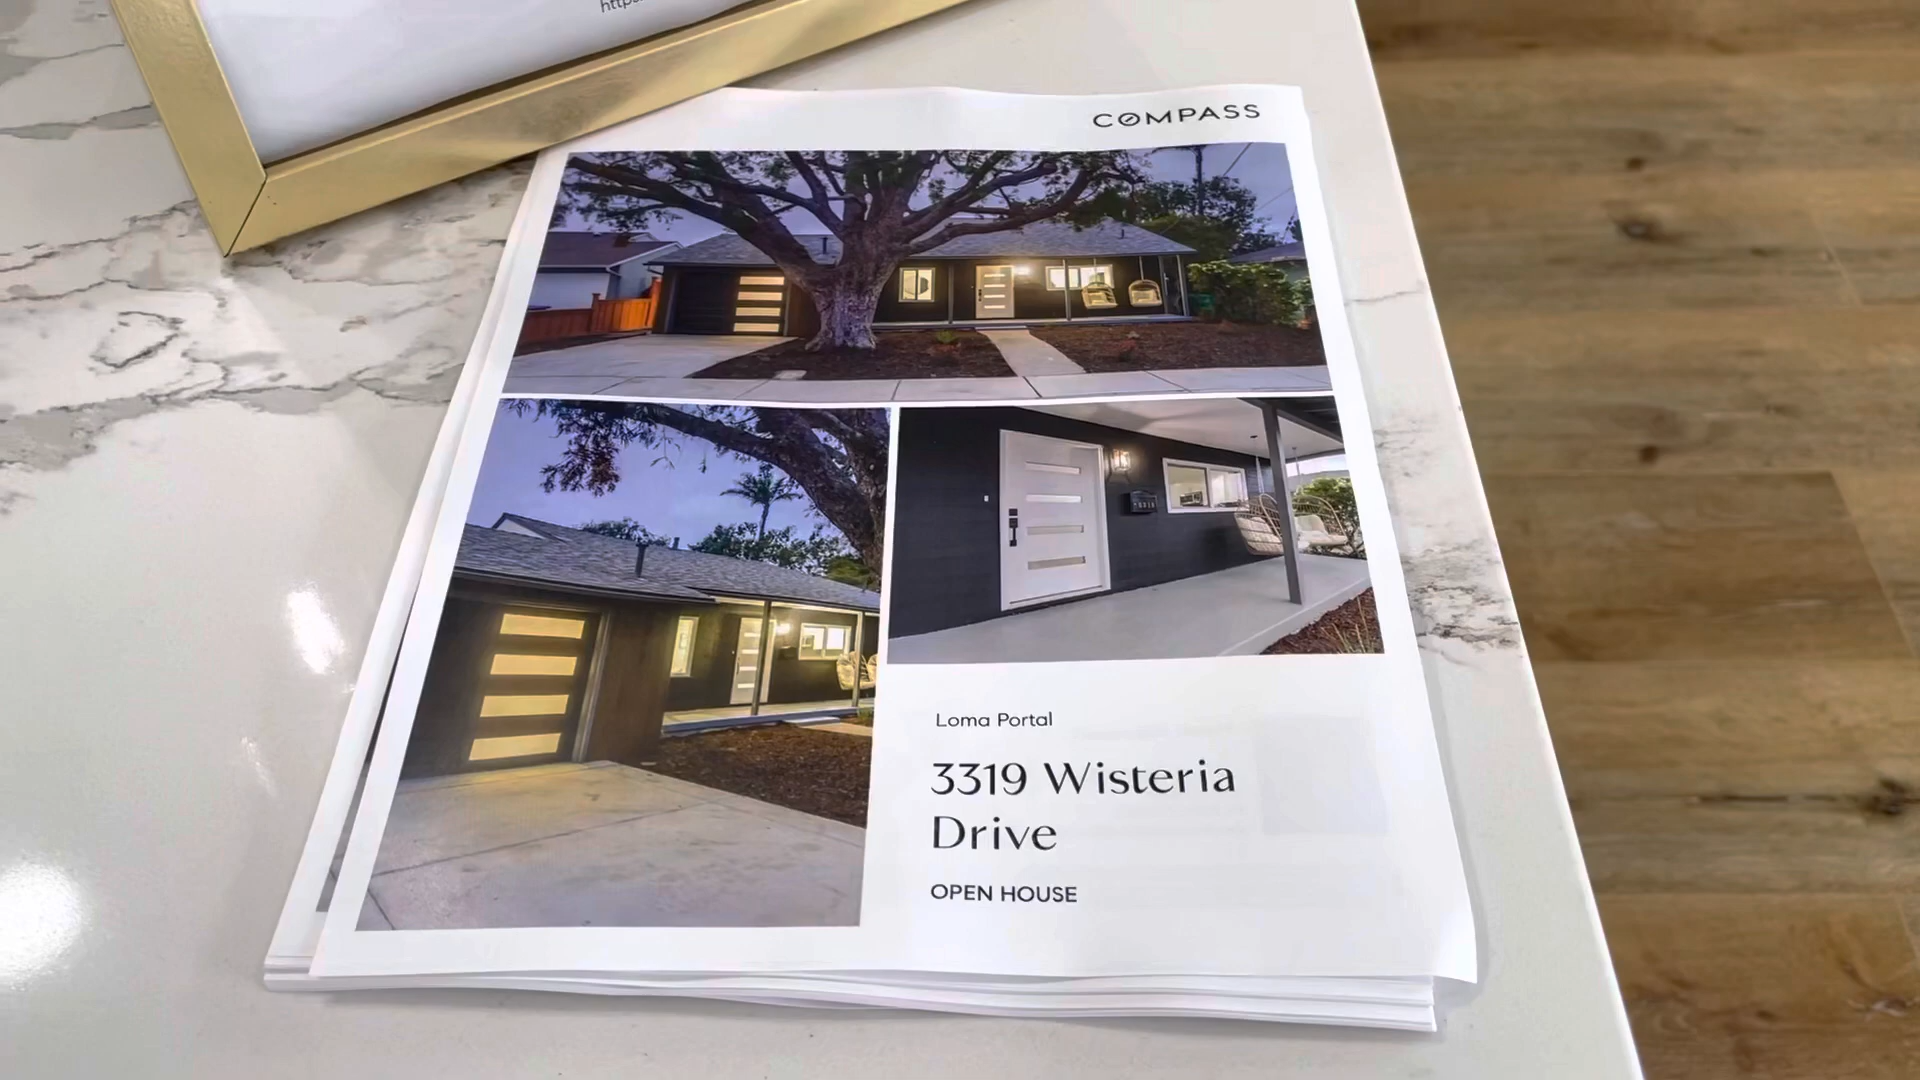 COMPASS
Loma Portal
3319 Wisteria
Drive
OPEN HOUSE